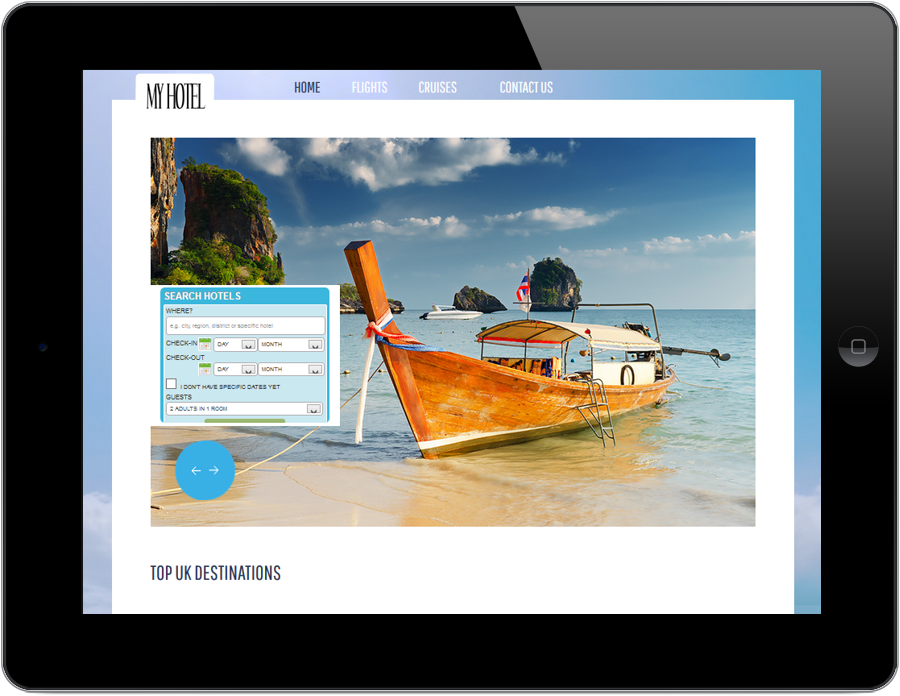 MY HOTEL
HOME FLIGHTS CRUISES CONTACT US
SEARCH HOTELS
WHERE?
e.g. city, region, district or specific hotel
CHECK-IN DAY MONTH
CHECK-OUT
DAY MONTH
I DON'T HAVE SPECIFIC DATES YET
GUESTS
2 ADULTS IN 1 ROOM
TOP UK DESTINATIONS